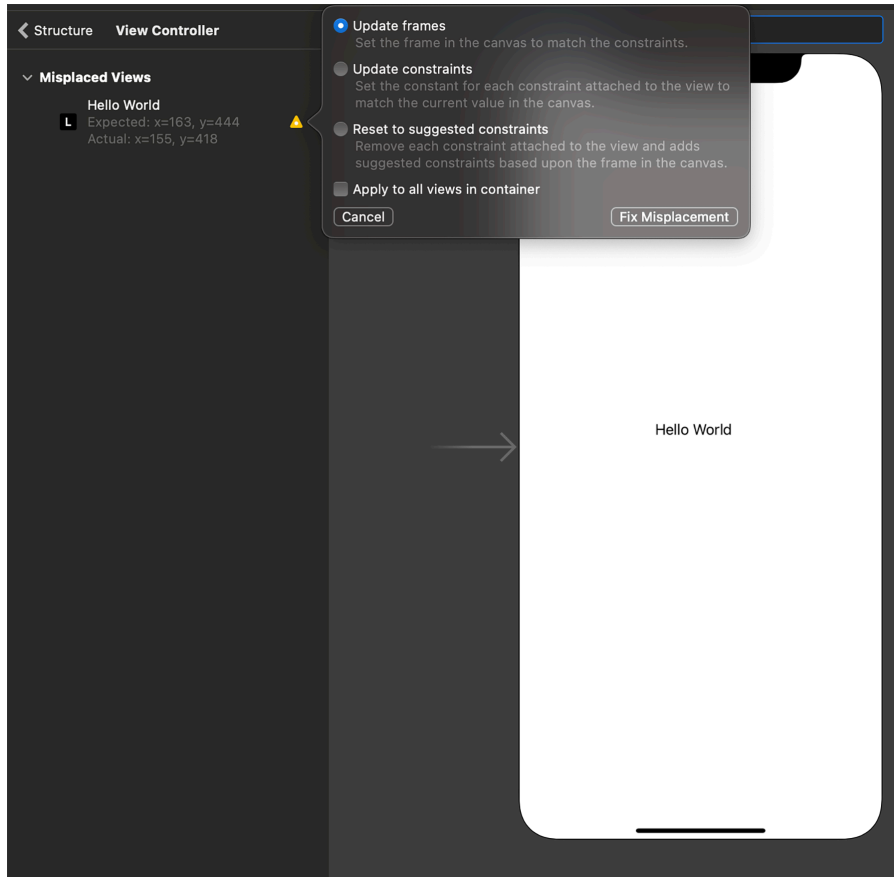 Structure
View Controller
Misplaced Views
Hello World
L
Expected: x=163, y=444
Actual: x=155, y=418
Update frames
Set the frame in the canvas to match the constraints.
Update constraints
Set the constant for each constraint attached to the view to
match the current value in the canvas.
Reset to suggested constraints
Remove each constraint attached to the view and adds
suggested constraints based upon the frame in the canvas.
Apply to all views in container
Cancel
Fix Misplacement
Hello World